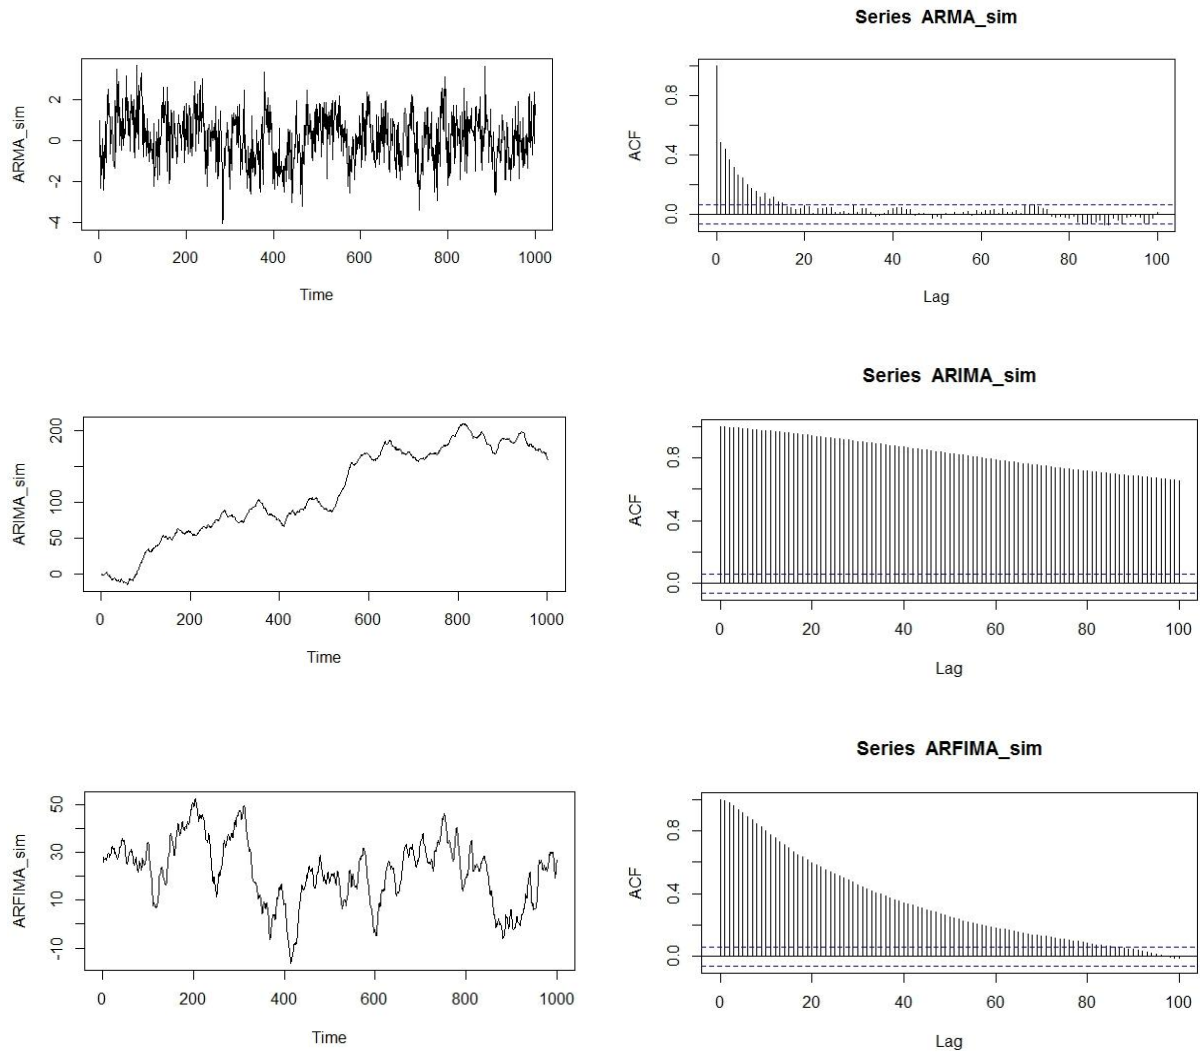 Series ARMA_sim
ARMA_sim
2
0
-2
-4
0 200 400 600 800 1000
Time
ACF
0.8
0.4
0.0
0 20 40 60 80 100
Lag
Series ARIMA_sim
ARIMA_sim
200
100
50
0
0 200 400 600 800 1000
Time
ACF
0.8
0.4
0.0
0 20 40 60 80 100
Lag
Series ARFIMA_sim
ARFIMA_sim
50
30
10
-10
0 200 400 600 800 1000
Time
ACF
0.8
0.4
0.0
0 20 40 60 80 100
Lag